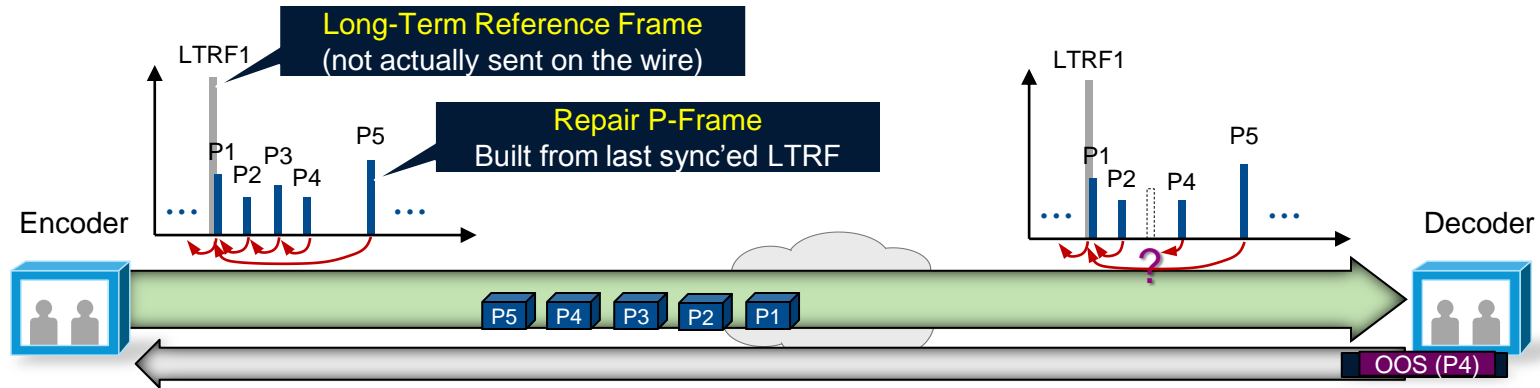 Long-Term Reference Frame
(not actually sent on the wire)
LTRF1
Repair P-Frame
Built from last sync’ed LTRF
P1
P2
P3
P4
P5
...
...
Encoder
LTRF1
P1
P2
P4
P5
...
...
?
Decoder
P5
P4
P3
P2
P1
OOS (P4)